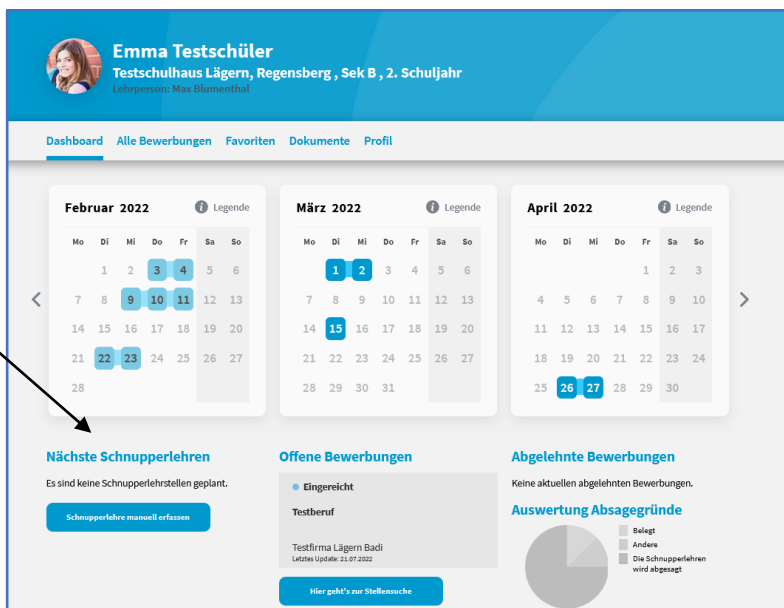 Emma Testschüler
Testschulhaus Lägern, Regensberg , Sek B , 2. Schuljahr
Lehrperson: Max Blumenthal
Dashboard Alle Bewerbungen Favoriten Dokumente Profil
Februar 2022 i Legende
Mo Di Mi Do Fr Sa So
1 2 3 4 5 6
7 8 9 10 11 12 13
14 15 16 17 18 19 20
21 22 23 24 25 26 27
28
März 2022 i Legende
Mo Di Mi Do Fr Sa So
1 2 3 4 5 6
7 8 9 10 11 12 13
14 15 16 17 18 19 20
21 22 23 24 25 26 27
28 29 30 31
April 2022 i Legende
Mo Di Mi Do Fr Sa So
1 2 3
4 5 6 7 8 9 10
11 12 13 14 15 16 17
18 19 20 21 22 23 24
25 26 27 28 29 30
Nächste Schnupperlehren
Es sind keine Schnupperlehrstellen geplant.
Schnupperlehre manuell erfassen
Offene Bewerbungen
Eingereicht
Testberuf
Testfirma Lägern Badi
Letztes Update: 21.07.2022
Hier geht's zur Stellensuche
Abgelehnte Bewerbungen
Keine aktuellen abgelehnten Bewerbungen.
Auswertung Absagegründe
Belegt
Andere
Die Schnupperlehren
wird abgesagt